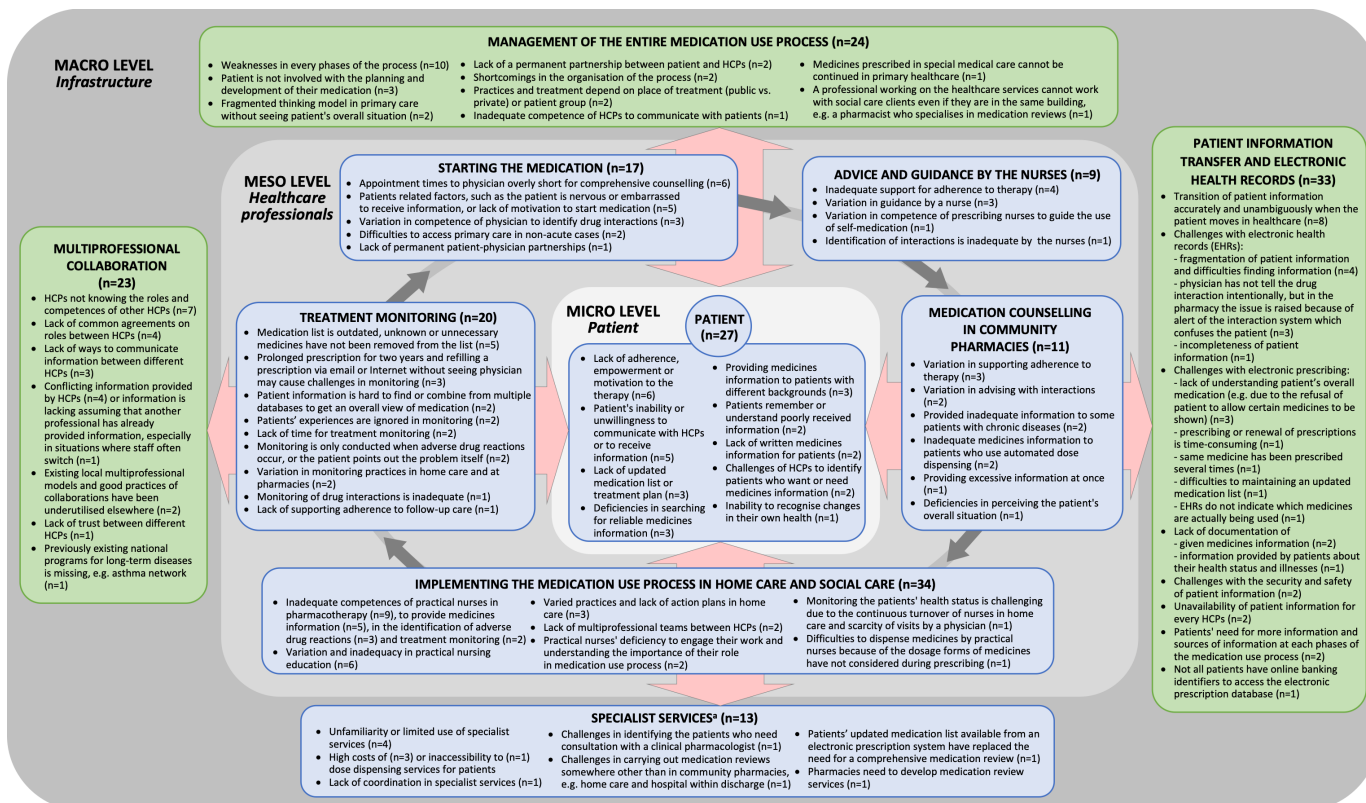 MACRO LEVEL
Infrastructure
MANAGEMENT OF THE ENTIRE MEDICATION USE PROCESS (n=24)
• Weaknesses in every phases of the process (n=10)
• Patient is not involved with the planning and
development of their medication (n=3)
• Fragmented thinking model in primary care
without seeing patient's overall situation (n=2)
• Lack of a permanent partnership between patient and HCPs (n=2)
• Shortcomings in the organisation of the process (n=2)
• Practices and treatment depend on place of treatment (public vs.
private) or patient group (n=2)
• Inadequate competence of HCPs to communicate with patients (n=1)
• Medicines prescribed in special medical care cannot be
continued in primary healthcare (n=1)
• A professional working on the healthcare services cannot work
with social care clients even if they are in the same building,
e.g. a pharmacist who specialises in medication reviews (n=1)
MESO LEVEL
Healthcare
professionals
STARTING THE MEDICATION (n=17)
• Appointment times to physician overly short for comprehensive counselling (n=6)
• Patients related factors, such as the patient is nervous or embarrassed
to receive information, or lack of motivation to start medication (n=5)
• Variation in competence of physician to identify drug interactions (n=3)
• Difficulties to access primary care in non-acute cases (n=2)
• Lack of permanent patient-physician partnerships (n=1)
ADVICE AND GUIDANCE BY THE NURSES (n=9)
• Inadequate support for adherence to therapy (n=4)
• Variation in guidance by a nurse (n=3)
• Variation in competence of prescribing nurses to guide the use
of self-medication (n=1)
• Identification of interactions is inadequate by the nurses (n=1)
MULTIPROFESSIONAL
COLLABORATION
(n=23)
• HCPs not knowing the roles and
competences of other HCPs (n=7)
• Lack of common agreements on
roles between HCPs (n=4)
• Lack of ways to communicate
information between different
HCPs (n=3)
• Conflicting information provided
by HCPs (n=4) or information is
lacking assuming that another
professional has already
provided information, especially
in situations where staff often
switch (n=1)
• Existing local multiprofessional
models and good practices of
collaborations have been
underutilised elsewhere (n=2)
• Lack of trust between different
HCPs (n=1)
• Previously existing national
programs for long-term diseases
is missing, e.g. asthma network
(n=1)
TREATMENT MONITORING (n=20)
• Medication list is outdated, unknown or unnecessary
medicines have not been removed from the list (n=5)
• Prolonged prescription for two years and refilling a
prescription via email or Internet without seeing physician
may cause challenges in monitoring (n=3)
• Patient information is hard to find or combine from multiple
databases to get an overall view of medication (n=2)
• Patients' experiences are ignored in monitoring (n=2)
• Lack of time for treatment monitoring (n=2)
• Monitoring is only conducted when adverse drug reactions
occur, or the patient points out the problem itself (n=2)
• Variation in monitoring practices in home care and at
pharmacies (n=2)
• Monitoring of drug interactions is inadequate (n=1)
• Lack of supporting adherence to follow-up care (n=1)
MICRO LEVEL
Patient
PATIENT
(n=27)
• Lack of adherence,
empowerment or
motivation to the
therapy (n=6)
• Patient's inability or
unwillingness to
communicate with HCPs
or to receive
information (n=5)
• Lack of updated
medication list or
treatment plan (n=3)
• Deficiencies in searching
for reliable medicines
information (n=3)
• Providing medicines
information to patients with
different backgrounds (n=3)
• Patients remember or
understand poorly received
information (n=2)
• Lack of written medicines
information for patients (n=2)
• Challenges of HCPs to identify
patients who want or need
medicines information (n=2)
• Inability to recognise changes
in their own health (n=1)
MEDICATION COUNSELLING
IN COMMUNITY
PHARMACIES (n=11)
• Variation in supporting adherence to
therapy (n=3)
• Variation in advising with interactions
(n=2)
• Provided inadequate information to some
patients with chronic diseases (n=2)
• Inadequate medicines information to
patients who use automated dose
dispensing (n=2)
• Providing excessive information at once
(n=1)
• Deficiencies in perceiving the patient's
overall situation (n=1)
PATIENT INFORMATION
TRANSFER AND ELECTRONIC
HEALTH RECORDS (n=33)
• Transition of patient information
accurately and unambiguously when the
patient moves in healthcare (n=8)
• Challenges with electronic health
records (EHRs):
- fragmentation of patient information
and difficulties finding information (n=4)
- physician has not tell the drug
interaction intentionally, but in the
pharmacy the issue is raised because of
alert of the interaction system which
confuses the patient (n=3)
- incompleteness of patient
information (n=1)
• Challenges with electronic prescribing:
- lack of understanding patient's overall
medication (e.g. due to the refusal of
patient to allow certain medicines to be
shown) (n=3)
- prescribing or renewal of prescriptions
is time-consuming (n=1)
- same medicine has been prescribed
several times (n=1)
- difficulties to maintaining an updated
medication list (n=1)
- EHRs do not indicate which medicines
are actually being used (n=1)
• Lack of documentation of
- given medicines information (n=2)
- information provided by patients about
their health status and illnesses (n=1)
• Challenges with the security and safety
of patient information (n=2)
• Unavailability of patient information for
every HCPs (n=2)
• Patients' need for more information and
sources of information at each phases of
the medication use process (n=2)
• Not all patients have online banking
identifiers to access the electronic
prescription database (n=1)
IMPLEMENTING THE MEDICATION USE PROCESS IN HOME CARE AND SOCIAL CARE (n=34)
• Inadequate competences of practical nurses in
pharmacotherapy (n=9), to provide medicines
information (n=5), in the identification of adverse
drug reactions (n=3) and treatment monitoring (n=2)
• Variation and inadequacy in practical nursing
education (n=6)
• Varied practices and lack of action plans in home
care (n=3)
• Lack of multiprofessional teams between HCPs (n=2)
• Practical nurses' deficiency to engage their work and
understanding the importance of their role
in medication use process (n=2)
• Monitoring the patients' health status is challenging
due to the continuous turnover of nurses in home
care and scarcity of visits by a physician (n=1)
• Difficulties to dispense medicines by practical
nurses because of the dosage forms of medicines
have not considered during prescribing (n=1)
SPECIALIST SERVICESª (n=13)
• Unfamiliarity or limited use of specialist
services (n=4)
• High costs of (n=3) or inaccessibility to (n=1)
dose dispensing services for patients
• Lack of coordination in specialist services (n=1)
• Challenges in identifying the patients who need
consultation with a clinical pharmacologist (n=1)
• Challenges in carrying out medication reviews
somewhere other than in community pharmacies,
e.g. home care and hospital within discharge (n=1)
• Patients' updated medication list available from an
electronic prescription system have replaced the
need for a comprehensive medication review (n=1)
• Pharmacies need to develop medication review
services (n=1)